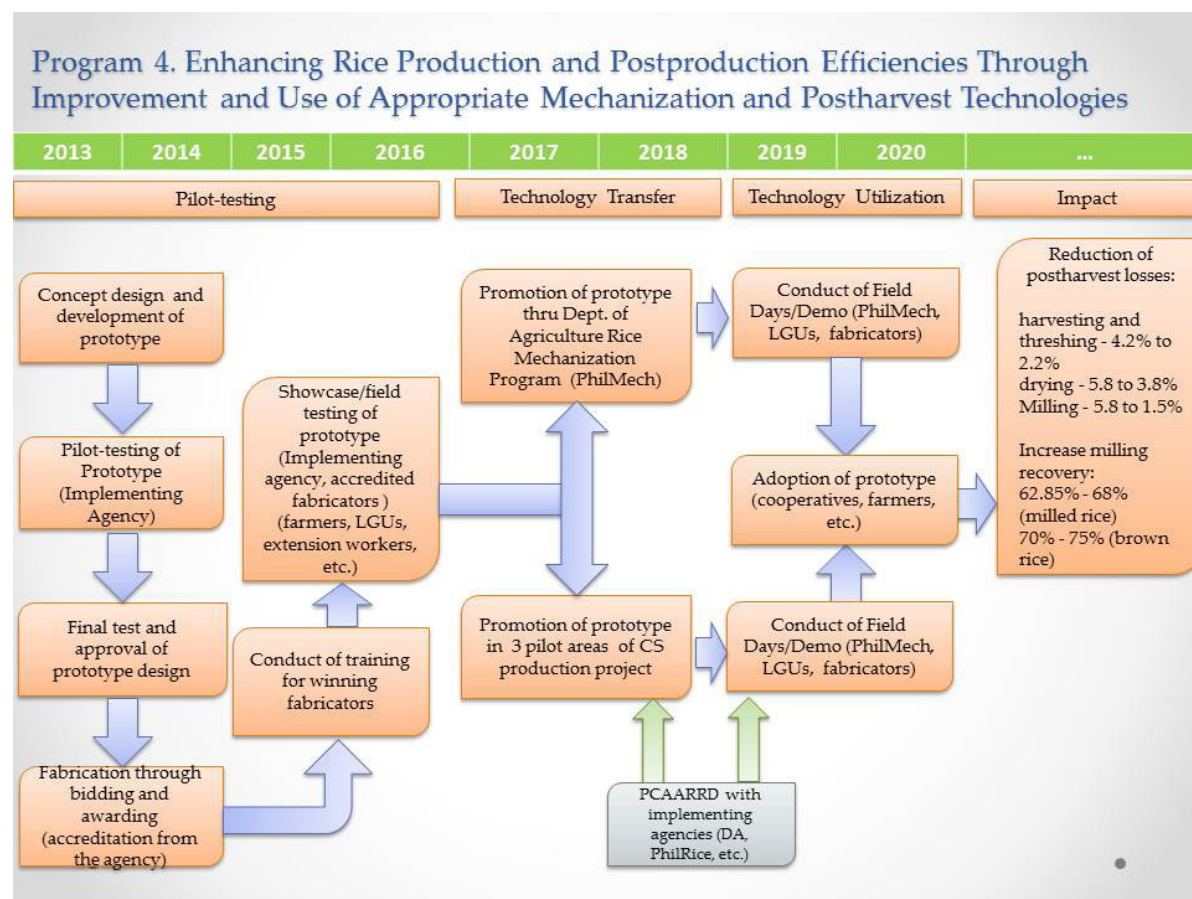 Program 4. Enhancing Rice Production and Postproduction Efficiencies Through
Improvement and Use of Appropriate Mechanization and Postharvest Technologies
2013
2014
2015
2016
2017
2018
2019
2020
...
Pilot-testing
Technology Transfer
Technology Utilization
Impact
Concept design and
development of
prototype
Pilot-testing of
Prototype
(Implementing
Agency)
Final test and
approval of
prototype design
Fabrication through
bidding and
awarding
(accreditation from
the agency)
Conduct of training
for winning
fabricators
Showcase/field
testing of
prototype
(Implementing
agency, accredited
fabricators )
(farmers, LGUs,
extension workers,
etc.)
Promotion of prototype
thru Dept. of
Agriculture Rice
Mechanization
Program (PhilMech)
Promotion of prototype
in 3 pilot areas of CS
production project
Conduct of Field
Days/Demo (PhilMech,
LGUs, fabricators)
Adoption of prototype
(cooperatives, farmers,
etc.)
Conduct of Field
Days/Demo (PhilMech,
LGUs, fabricators)
PCAARRD with
implementing
agencies (DA,
PhilRice, etc.)
Reduction of
postharvest losses:
harvesting and
threshing - 4.2% to
2.2%
drying - 5.8 to 3.8%
Milling - 5.8 to 1.5%
Increase milling
recovery:
62.85% - 68%
(milled rice)
70% - 75% (brown
rice)